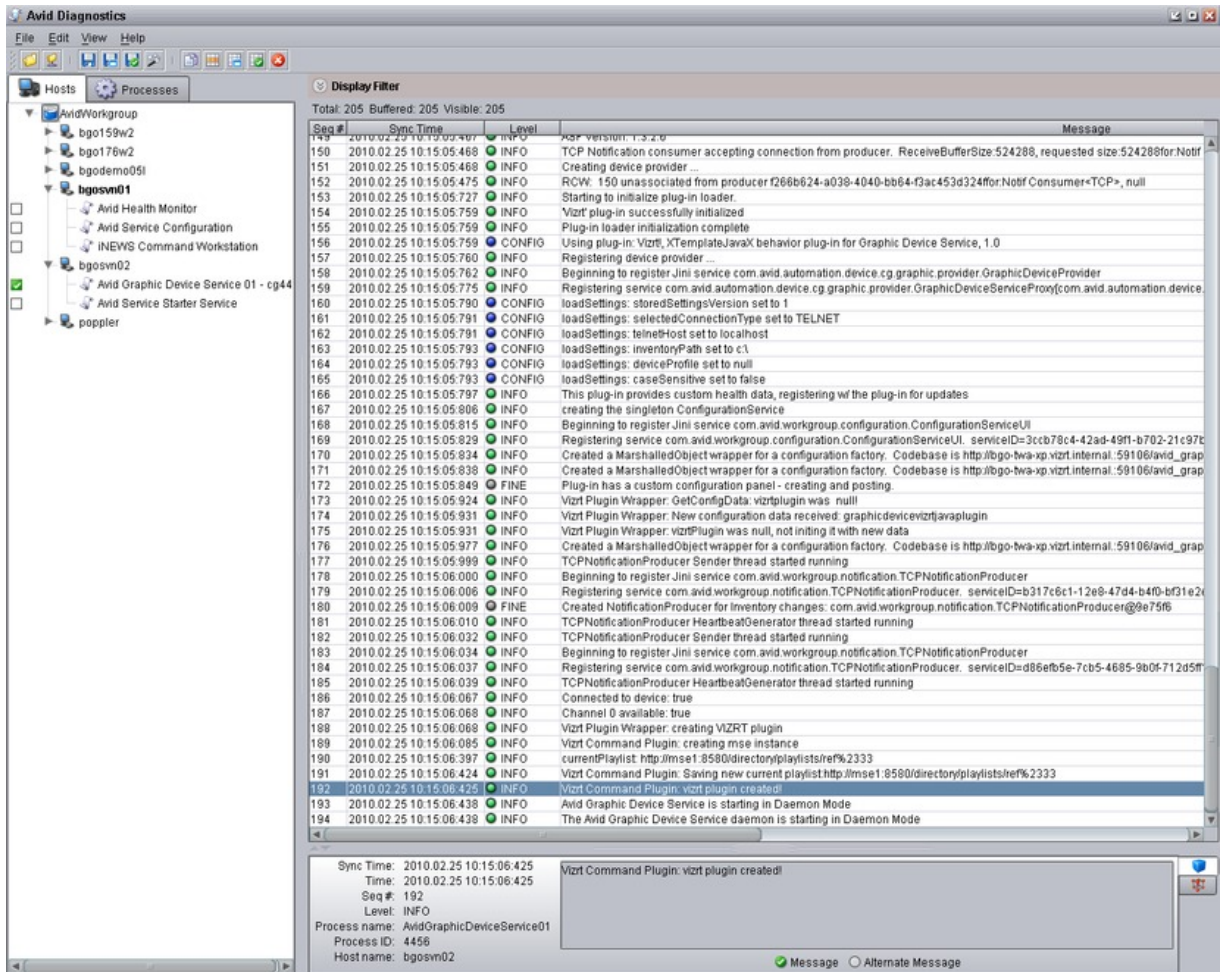 Avid Diagnostics
File Edit View Help
Hosts
Processes
AvidWorkgroup
bgo159w2
bgo176w2
bgodemo05l
bgosvn01
Avid Health Monitor
Avid Service Configuration
iNEWS Command Workstation
bgosvn02
Avid Graphic Device Service 01 - cg44
Avid Service Starter Service
poppler
Display Filter
Total: 205 Buffered: 205 Visible: 205
Seq # Sync Time Level Message
149 2010.02.25 10:15:05:467 INFO ASF version: 1.3.2.6
150 2010.02.25 10:15:05:468 INFO TCP Notification consumer accepting connection from producer. ReceiveBufferSize:524288, requested size:524288for:Notif
151 2010.02.25 10:15:05:468 INFO Creating device provider ...
152 2010.02.25 10:15:05:475 INFO RCW: 150 unassociated from producer f266b624-a038-4040-bb64-f3ac453d324ffor:Notif Consumer<TCP>, null
153 2010.02.25 10:15:05:727 INFO Starting to initialize plug-in loader.
154 2010.02.25 10:15:05:759 INFO 'Vizrt' plug-in successfully initialized
155 2010.02.25 10:15:05:759 INFO Plug-in loader initialization complete
156 2010.02.25 10:15:05:759 CONFIG Using plug-in: Vizrt!, XTemplateJavaX behavior plug-in for Graphic Device Service, 1.0
157 2010.02.25 10:15:05:760 INFO Registering device provider ...
158 2010.02.25 10:15:05:762 INFO Beginning to register Jini service com.avid.automation.device.cg.graphic.provider.GraphicDeviceProvider
159 2010.02.25 10:15:05:775 INFO Registering service com.avid.automation.device.cg.graphic.provider.GraphicDeviceServiceProxy[com.avid.automation.device.
160 2010.02.25 10:15:05:790 CONFIG loadSettings: storedSettingsVersion set to 1
161 2010.02.25 10:15:05:791 CONFIG loadSettings: selectedConnectionType set to TELNET
162 2010.02.25 10:15:05:791 CONFIG loadSettings: telnetHost set to localhost
163 2010.02.25 10:15:05:793 CONFIG loadSettings: inventoryPath set to c:\
164 2010.02.25 10:15:05:793 CONFIG loadSettings: deviceProfile set to null
165 2010.02.25 10:15:05:793 CONFIG loadSettings: caseSensitive set to false
166 2010.02.25 10:15:05:797 INFO This plug-in provides custom health data, registering w/ the plug-in for updates
167 2010.02.25 10:15:05:806 INFO creating the singleton ConfigurationService
168 2010.02.25 10:15:05:815 INFO Beginning to register Jini service com.avid.workgroup.configuration.ConfigurationServiceUI
169 2010.02.25 10:15:05:829 INFO Registering service com.avid.workgroup.configuration.ConfigurationServiceUI. serviceID=3ccb78c4-42ad-49f1-b702-21c97b
170 2010.02.25 10:15:05:834 INFO Created a MarshalledObject wrapper for a configuration factory. Codebase is http://bgo-twa-xp.vizrt.internal.:59106/avid_grap
171 2010.02.25 10:15:05:838 INFO Created a MarshalledObject wrapper for a configuration factory. Codebase is http://bgo-twa-xp.vizrt.internal.:59106/avid_grap
172 2010.02.25 10:15:05:849 FINE Plug-in has a custom configuration panel - creating and posting.
173 2010.02.25 10:15:05:924 INFO Vizrt Plugin Wrapper: GetConfigData: vizrtplugin was null!
174 2010.02.25 10:15:05:931 INFO Vizrt Plugin Wrapper: New configuration data received: graphicdevicevizrtjavaplugin
175 2010.02.25 10:15:05:931 INFO Vizrt Plugin Wrapper: vizrtPlugin was null, not initing it with new data
176 2010.02.25 10:15:05:977 INFO Created a MarshalledObject wrapper for a configuration factory. Codebase is http://bgo-twa-xp.vizrt.internal.:59106/avid_grap
177 2010.02.25 10:15:05:999 INFO TCPNotificationProducer Sender thread started running
178 2010.02.25 10:15:06:000 INFO Beginning to register Jini service com.avid.workgroup.notification.TCPNotificationProducer
179 2010.02.25 10:15:06:006 INFO Registering service com.avid.workgroup.notification.TCPNotificationProducer. serviceID=b317c6c1-12e8-47d4-b4f0-bf31e2
180 2010.02.25 10:15:06:009 FINE Created NotificationProducer for Inventory changes: com.avid.workgroup.notification.TCPNotificationProducer@9e75f6
181 2010.02.25 10:15:06:010 INFO TCPNotificationProducer HeartbeatGenerator thread started running
182 2010.02.25 10:15:06:032 INFO TCPNotificationProducer Sender thread started running
183 2010.02.25 10:15:06:034 INFO Beginning to register Jini service com.avid.workgroup.notification.TCPNotificationProducer
184 2010.02.25 10:15:06:037 INFO Registering service com.avid.workgroup.notification.TCPNotificationProducer. serviceID=d86efb5e-7cb5-4685-9b0f-712d5ff
185 2010.02.25 10:15:06:039 INFO TCPNotificationProducer HeartbeatGenerator thread started running
186 2010.02.25 10:15:06:067 INFO Connected to device: true
187 2010.02.25 10:15:06:068 INFO Channel 0 available: true
188 2010.02.25 10:15:06:068 INFO Vizrt Plugin Wrapper: creating VIZRT plugin
189 2010.02.25 10:15:06:085 INFO Vizrt Command Plugin: creating mse instance
190 2010.02.25 10:15:06:397 INFO currentPlaylist: http://mse1:8580/directory/playlists/ref%2333
191 2010.02.25 10:15:06:424 INFO Vizrt Command Plugin: Saving new current playlist:http://mse1:8580/directory/playlists/ref%2333
192 2010.02.25 10:15:06:425 INFO Vizrt Command Plugin: vizrt plugin created!
193 2010.02.25 10:15:06:438 INFO Avid Graphic Device Service is starting in Daemon Mode
194 2010.02.25 10:15:06:438 INFO The Avid Graphic Device Service daemon is starting in Daemon Mode
Sync Time: 2010.02.25 10:15:06:425
Time: 2010.02.25 10:15:06:425
Seq #: 192
Level: INFO
Process name: AvidGraphicDeviceService01
Process ID: 4456
Host name: bgosvn02
Vizrt Command Plugin: vizrt plugin created!
Message
Alternate Message